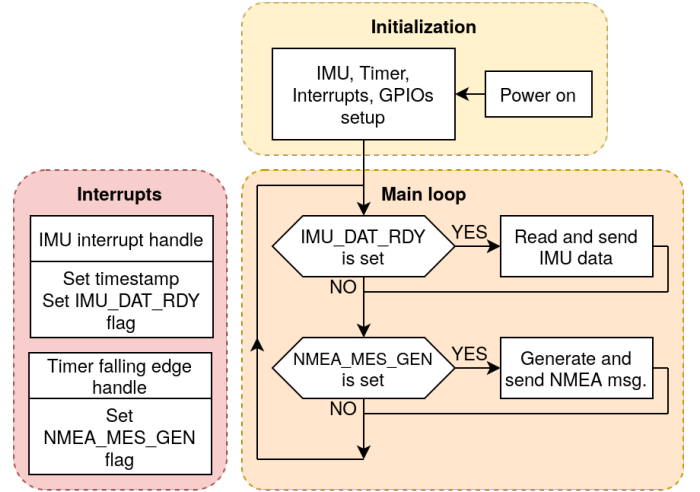 Initialization
IMU, Timer,
Interrupts, GPIOs
setup
Power on
Interrupts
IMU interrupt handle
Set timestamp
Set IMU_DAT_RDY
flag
Timer falling edge
handle
Set
NMEA_MES_GEN
flag
Main loop
IMU_DAT_RDY
is set
YES
Read and send
IMU data
NO
NMEA_MES_GEN
is set
YES
Generate and
send NMEA msg.
NO